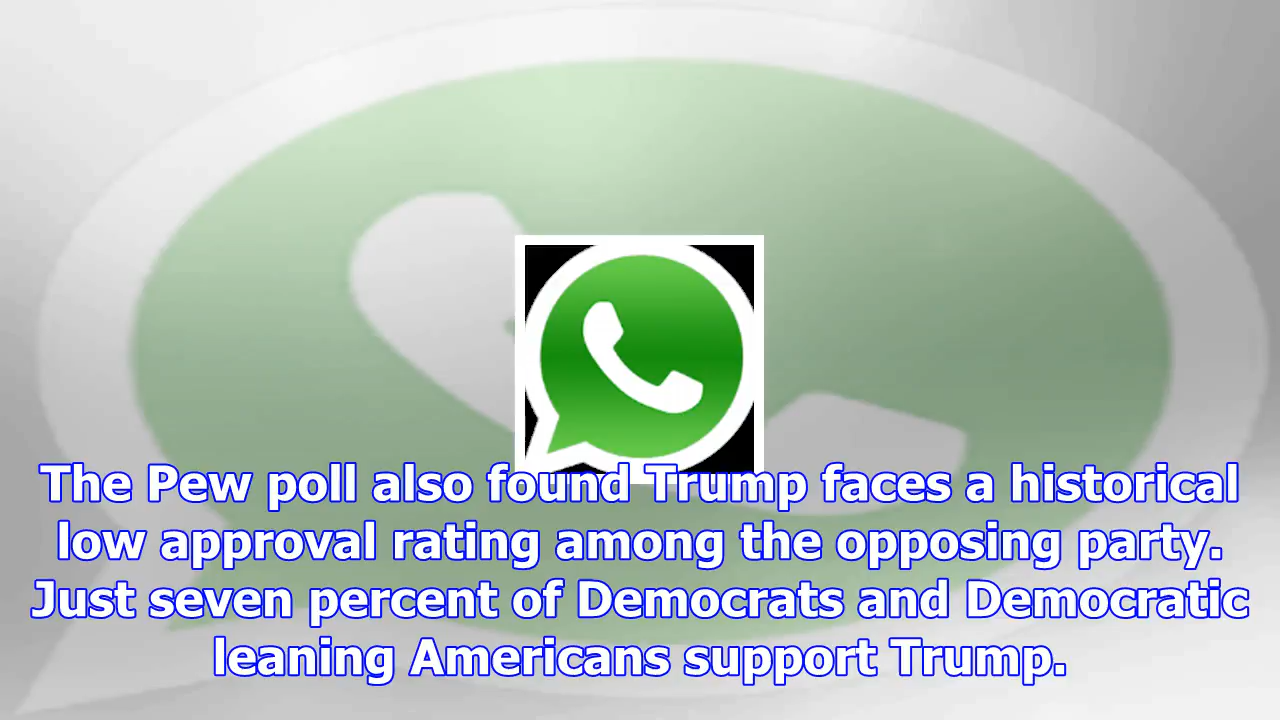 The Pew poll also found Trump faces a historical
low approval rating among the opposing party.
Just seven percent of Democrats and Democratic
leaning Americans support Trump.